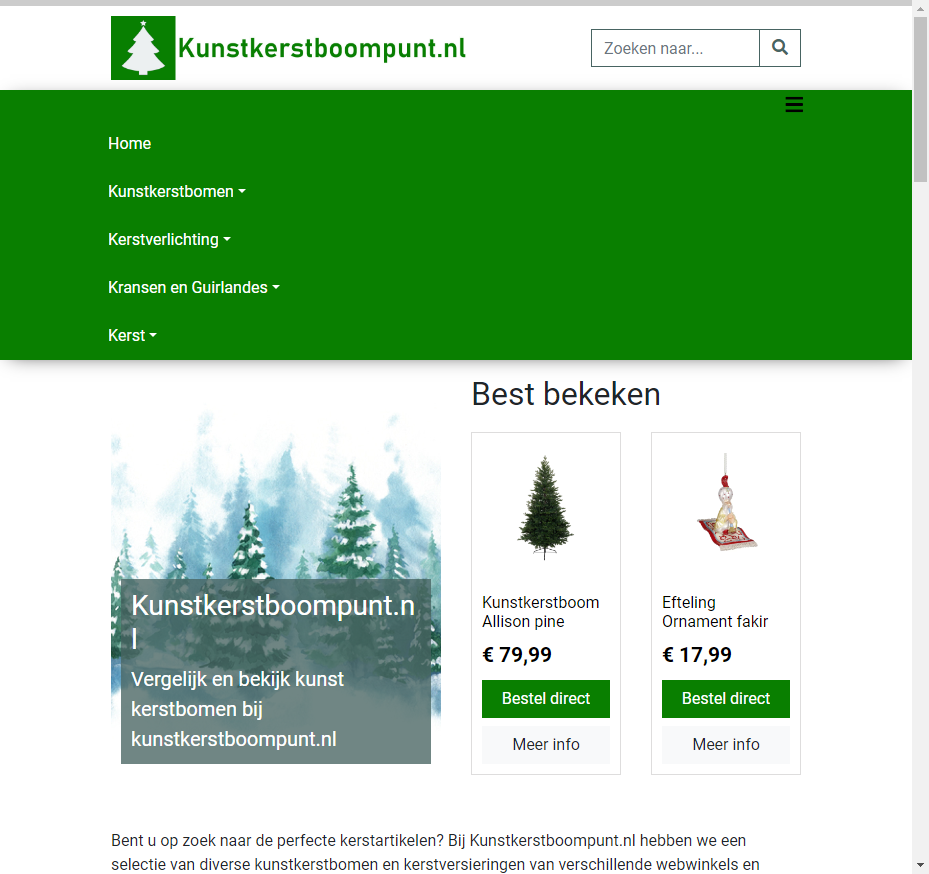 Kunstkerstboompunt.nl
Zoeken naar...
Home
Kunstkerstbomen
Kerstverlichting
Kransen en Guirlandes
Kerst
Best bekeken
Kunstkerstboompunt.n
l
Vergelijk en bekijk kunst
kerstbomen bij
kunstkerstboompunt.nl
Kunstkerstboom
Allison pine
€ 79,99
Bestel direct
Meer info
Efteling
Ornament fakir
€ 17,99
Bestel direct
Meer info
Bent u op zoek naar de perfecte kerstartikelen? Bij Kunstkerstboompunt.nl hebben we een
selectie van diverse kunstkerstbomen en kerstversieringen van verschillende webwinkels en